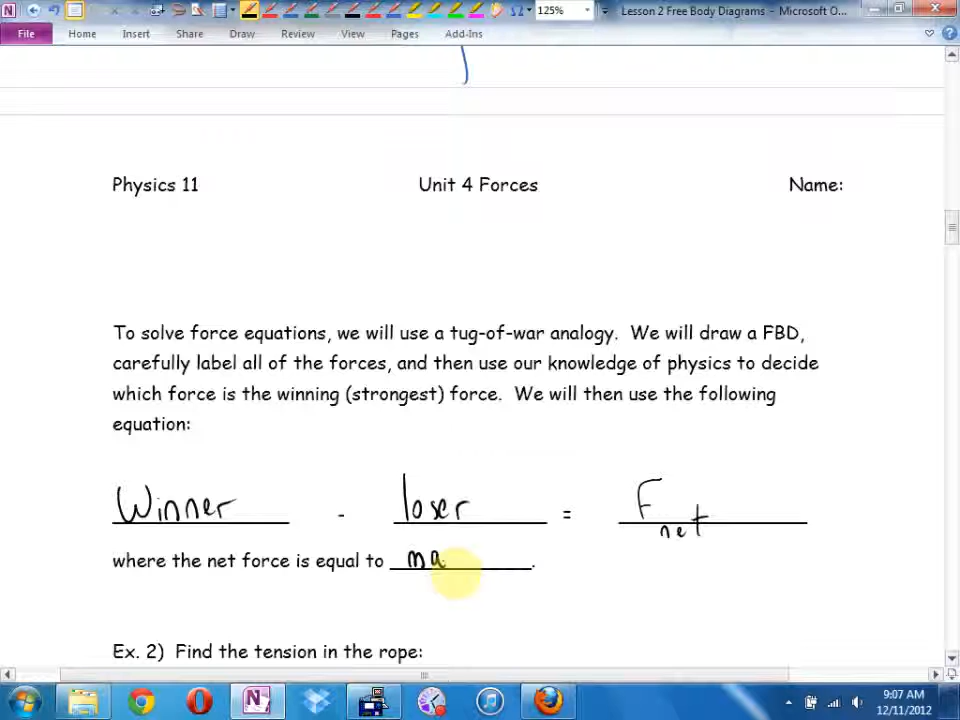 Lesson 2 Free Body Diagrams - Microsoft O...
125%
File Home Insert Share Draw Review View Pages Add-Ins
Physics 11 Unit 4 Forces Name:
To solve force equations, we will use a tug-of-war analogy. We will draw a FBD,
carefully label all of the forces, and then use our knowledge of physics to decide
which force is the winning (strongest) force. We will then use the following
equation:
Winner - loser = F net
where the net force is equal to ma.
Ex. 2) Find the tension in the rope:
9:07 AM
12/11/2012